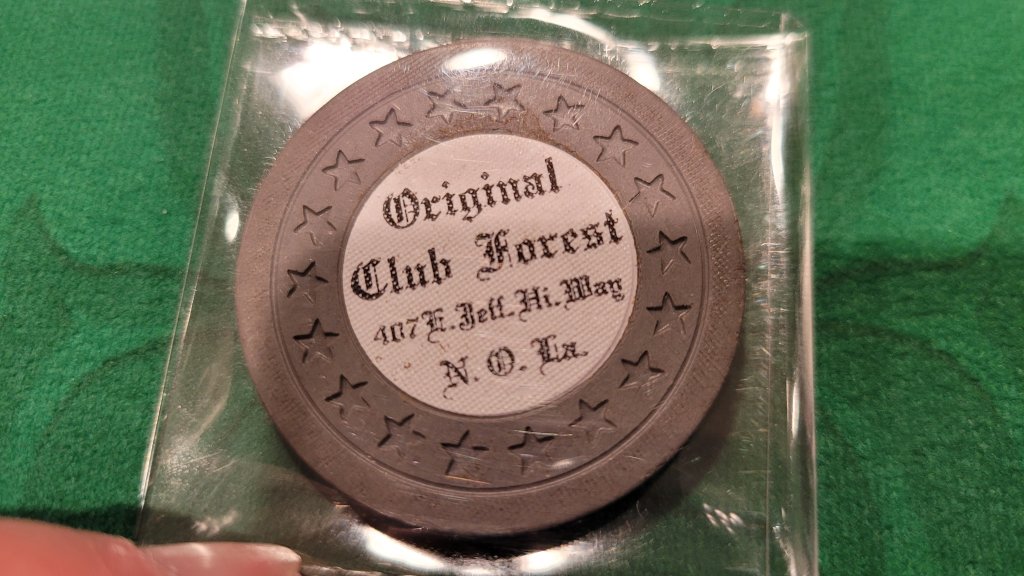 Original
Club Forest
407 E. Jeff. Hi. Way
N. O. La.